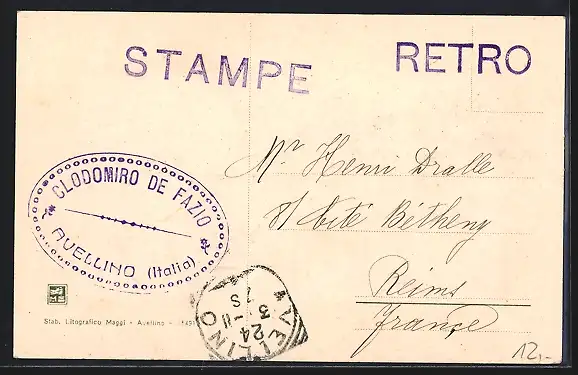 STAMPE RETRO
Mr Henri Dralle
8 Cité Bétheny
Reims
France
CLODOMIRO DE FAZIO
AVELLINO (Italia)
AVELLINO
24 - 11
Stab. Litografico Maggi - Avellino -
12,-